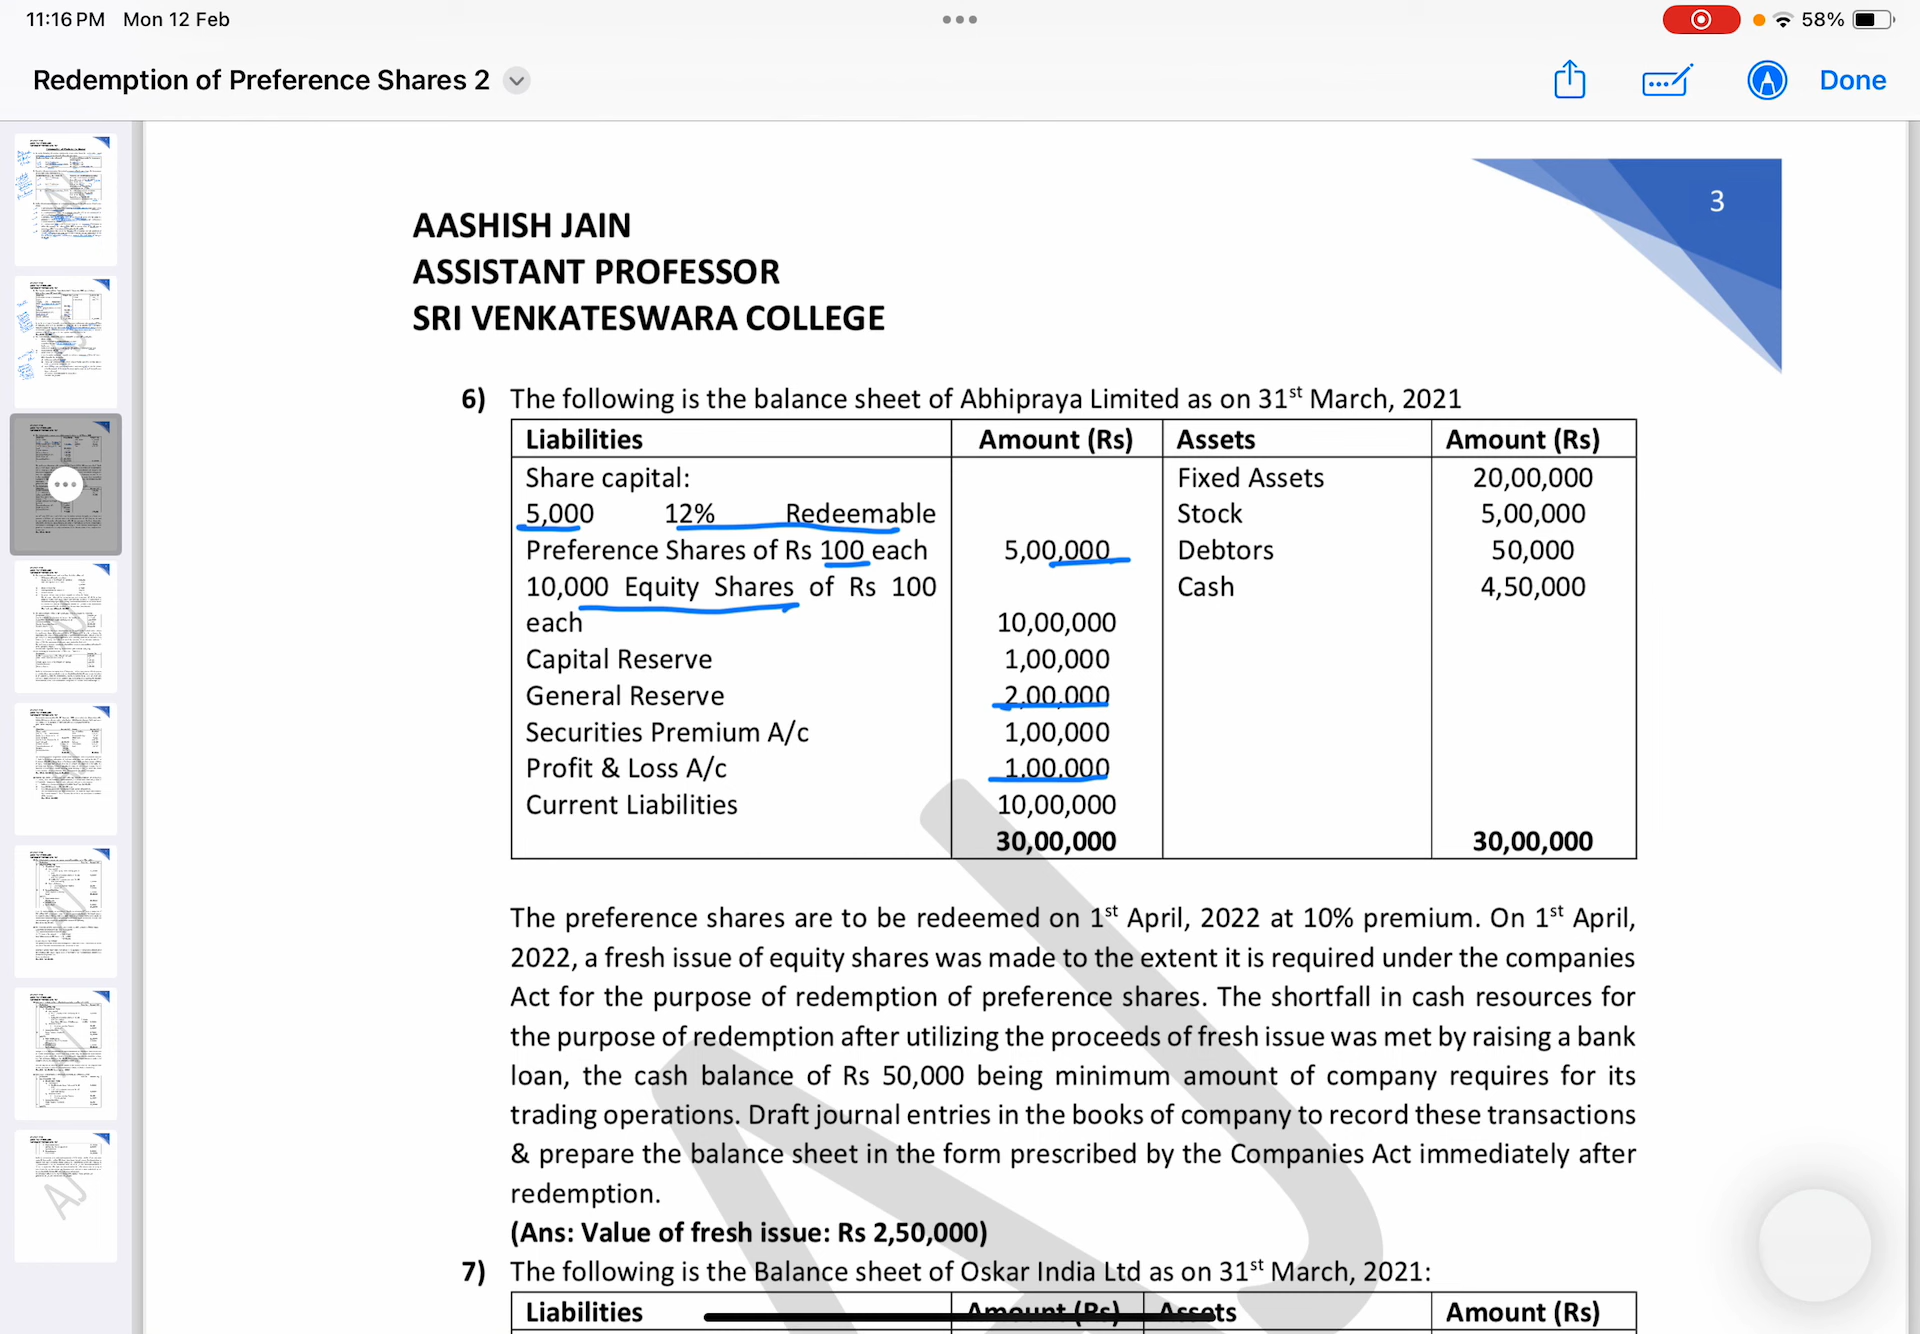 11:16 PM Mon 12 Feb
58%
Redemption of Preference Shares 2
Done
3
AASHISH JAIN
ASSISTANT PROFESSOR
SRI VENKATESWARA COLLEGE
6) The following is the balance sheet of Abhipraya Limited as on 31st March, 2021
Liabilities Amount (Rs) Assets Amount (Rs)
Share capital: Fixed Assets 20,00,000
5,000 12% Redeemable Stock 5,00,000
Preference Shares of Rs 100 each 5,00,000 Debtors 50,000
10,000 Equity Shares of Rs 100 Cash 4,50,000
each 10,00,000
Capital Reserve 1,00,000
General Reserve 2,00,000
Securities Premium A/c 1,00,000
Profit & Loss A/c 1,00,000
Current Liabilities 10,00,000
30,00,000 30,00,000
The preference shares are to be redeemed on 1st April, 2022 at 10% premium. On 1st April,
2022, a fresh issue of equity shares was made to the extent it is required under the companies
Act for the purpose of redemption of preference shares. The shortfall in cash resources for
the purpose of redemption after utilizing the proceeds of fresh issue was met by raising a bank
loan, the cash balance of Rs 50,000 being minimum amount of company requires for its
trading operations. Draft journal entries in the books of company to record these transactions
& prepare the balance sheet in the form prescribed by the Companies Act immediately after
redemption.
(Ans: Value of fresh issue: Rs 2,50,000)
7) The following is the Balance sheet of Oskar India Ltd as on 31st March, 2021:
Liabilities Amount (Rs) Assets Amount (Rs)